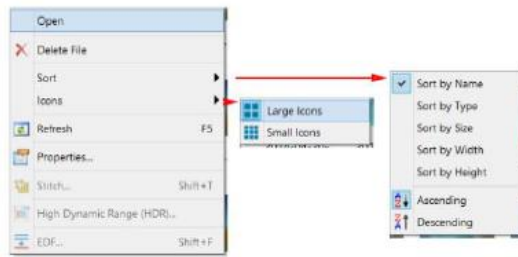 Open
Delete File
Sort
Icons
Refresh F5
Properties...
Stitch... Shift+T
High Dynamic Range (HDR)...
EDF... Shift+F
Large Icons
Small Icons
Sort by Name
Sort by Type
Sort by Size
Sort by Width
Sort by Height
Ascending
Descending